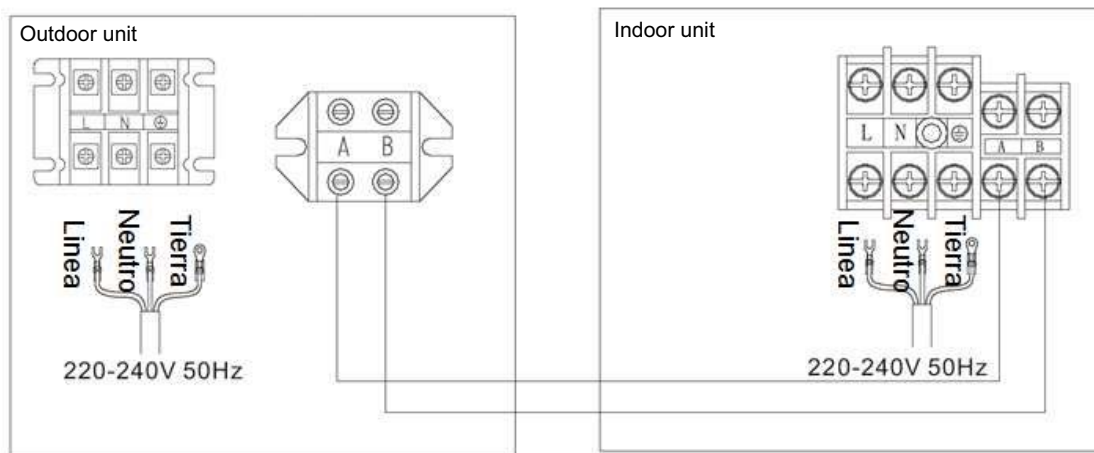 Outdoor unit
L N
A B
Linea
Neutro
Tierra
220-240V 50Hz
Indoor unit
L N
A B
Linea
Neutro
Tierra
220-240V 50Hz